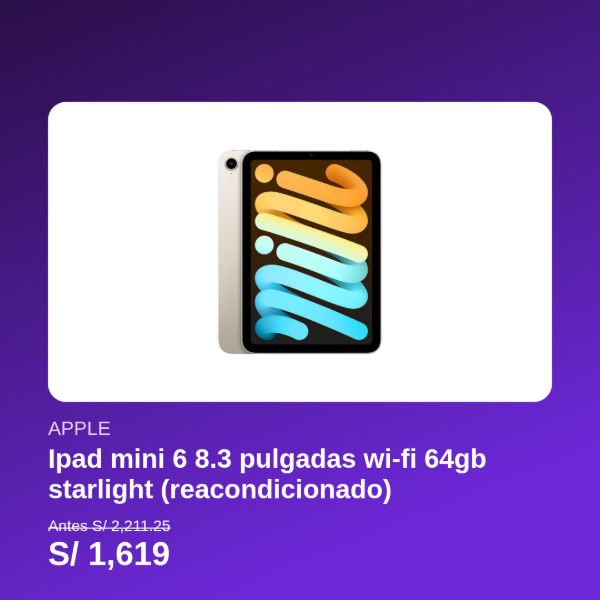 APPLE
Ipad mini 6 8.3 pulgadas wi-fi 64gb
starlight (reacondicionado)
Antes S/ 2,211.25
S/ 1,619